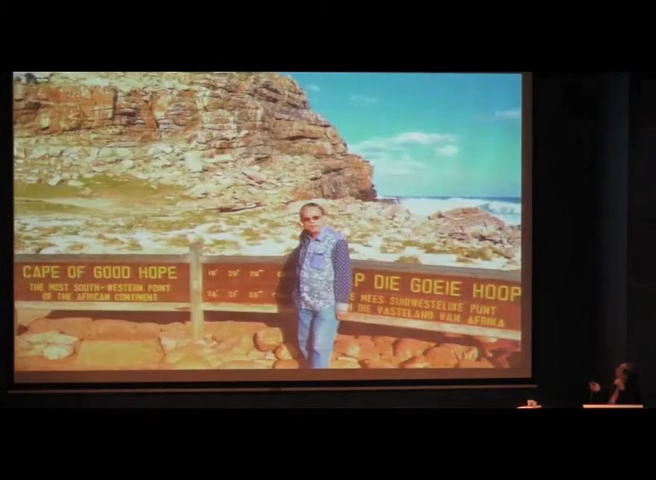 CAPE OF GOOD HOPE
THE MOST SOUTH-WESTERN POINT
OF THE AFRICAN CONTINENT
P DIE GOEIE HOOP
MEES SUIDWESTELIKE PUNT
DIE VASTELAND VAN AFRIKA